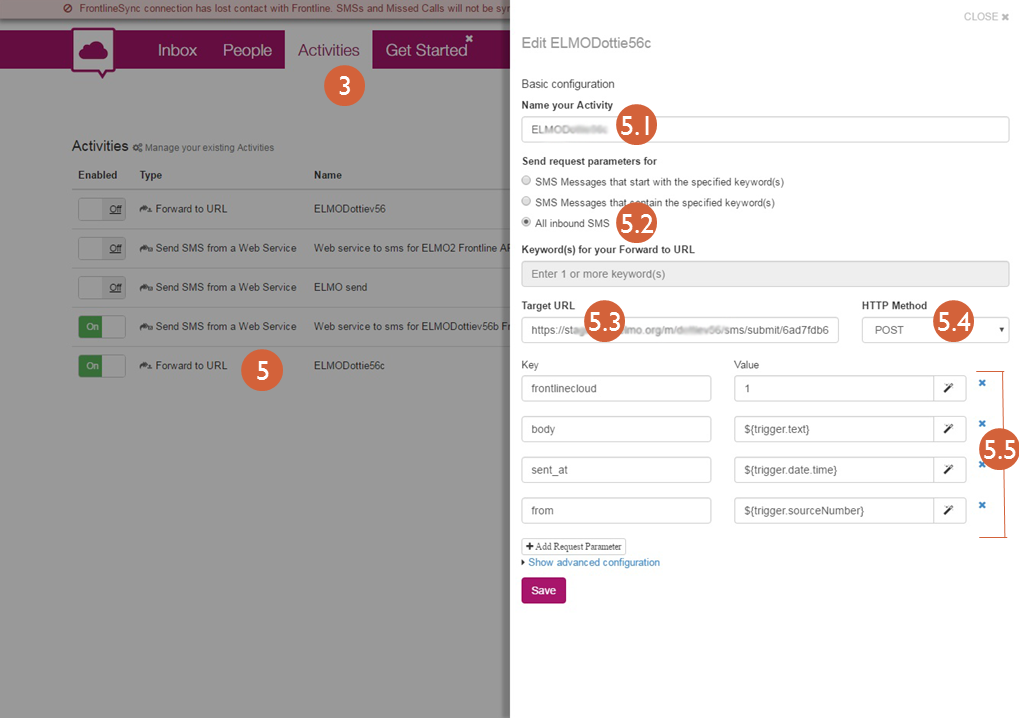 FrontlineSync connection has lost contact with Frontline. SMSs and Missed Calls will not be syn
Inbox People Activities Get Started
3
Activities Manage your existing Activities
Enabled Type Name
Off Forward to URL ELMODottiev56
Off Send SMS from a Web Service Web service to sms for ELMO2 Frontline AP
Off Send SMS from a Web Service ELMO send
On Send SMS from a Web Service Web service to sms for ELMODottiev56b Fr
On Forward to URL 5 ELMODottie56c
CLOSE
Edit ELMODottie56c
Basic configuration
Name your Activity
5.1
Send request parameters for
SMS Messages that start with the specified keyword(s)
SMS Messages that contain the specified keyword(s)
All inbound SMS 5.2
Keyword(s) for your Forward to URL
Enter 1 or more keyword(s)
Target URL HTTP Method
5.3 5.4
https://st lmo.org/m/ /sms/submit/6ad7fdb6 POST
Key Value
frontlinecloud 1
body ${trigger.text}
5.5
sent_at ${trigger.date.time}
from ${trigger.sourceNumber}
Add Request Parameter
Show advanced configuration
Save